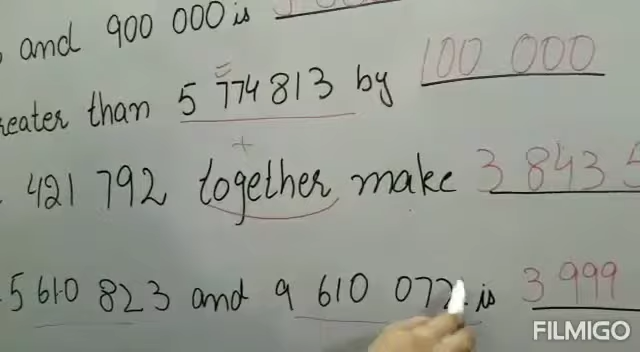 and 900 000 is
reater than 5 774 813 by 100 000
421 792 together make 3 843 5
5 610 823 and 9 610 072 is 3 999
FILMIGO